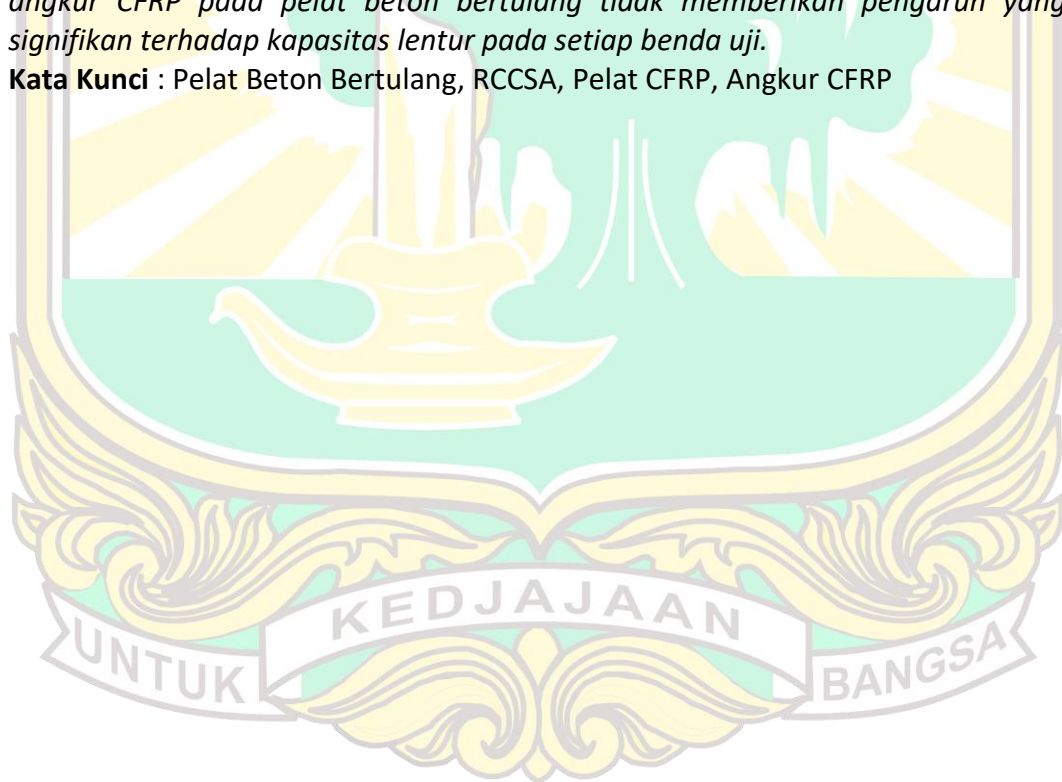 angkur CFRP pada pelat beton bertulang tidak memberikan pengaruh yang
signifikan terhadap kapasitas lentur pada setiap benda uji.
Kata Kunci : Pelat Beton Bertulang, RCCSA, Pelat CFRP, Angkur CFRP
UNTUK KEDJAJAAN BANGSA